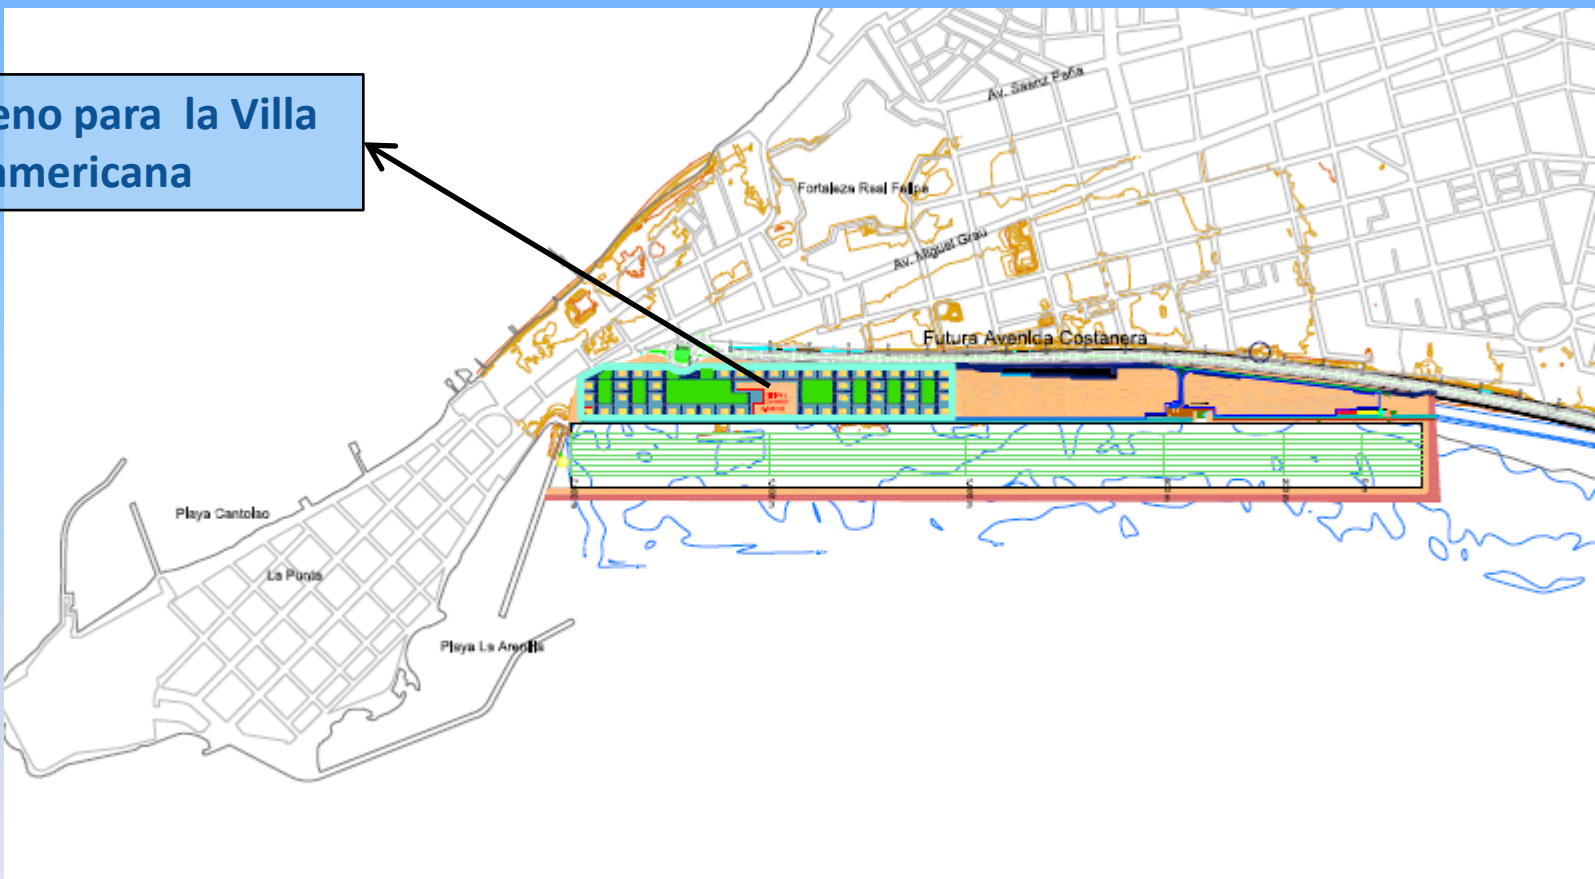 eno para la Villa
americana
Av. Saenz Peña
Fortaleza Real Felipe
Av. Miguel Grau
Futura Avenida Costanera
Playa Cantolao
La Punta
Playa La Arenilla